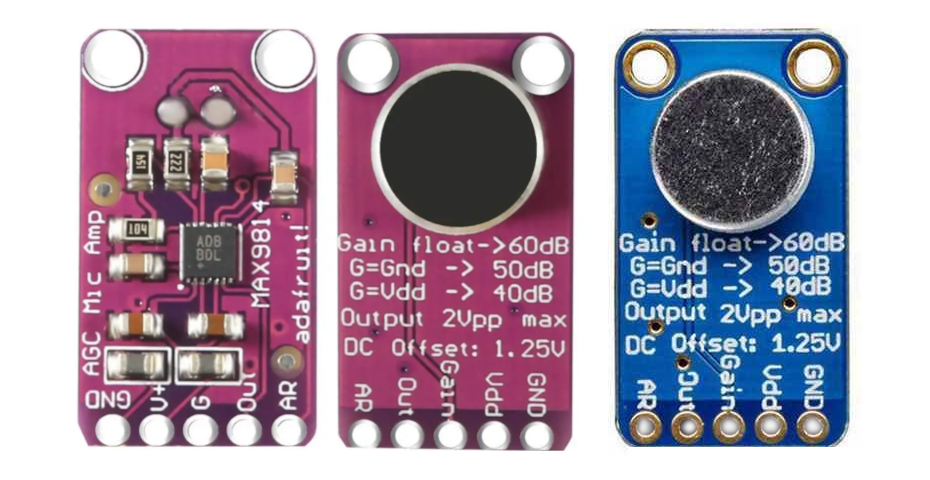 154
222
104
ADB
BDL
AGC Mic Amp
MAX9814
adafruit!
GND
V+
G
Out
AR
Gain float->60dB
G=Gnd -> 50dB
G=Vdd -> 40dB
Output 2Vpp max
DC Offset: 1.25V
AR
Out
Gain
Vdd
GND
Gain float->60dB
G=Gnd -> 50dB
G=Vdd -> 40dB
Output 2Vpp max
DC Offset: 1.25V
AR
Out
Gain
Vdd
GND